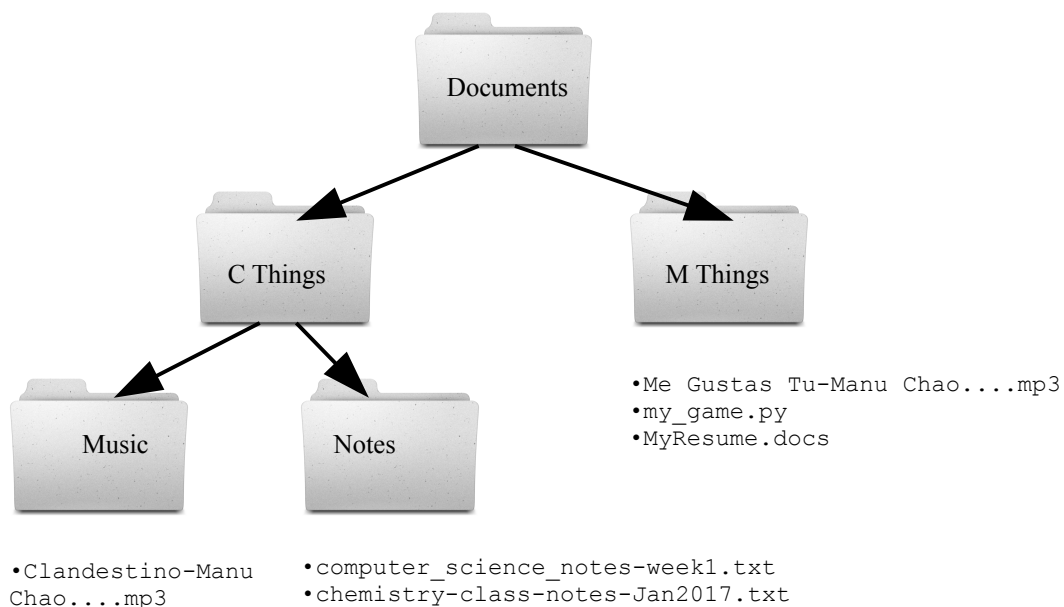 Documents
C Things
M Things
Music
Notes
•Me Gustas Tu-Manu Chao....mp3
•my_game.py
•MyResume.docs
•Clandestino-Manu
Chao....mp3
•computer_science_notes-week1.txt
•chemistry-class-notes-Jan2017.txt